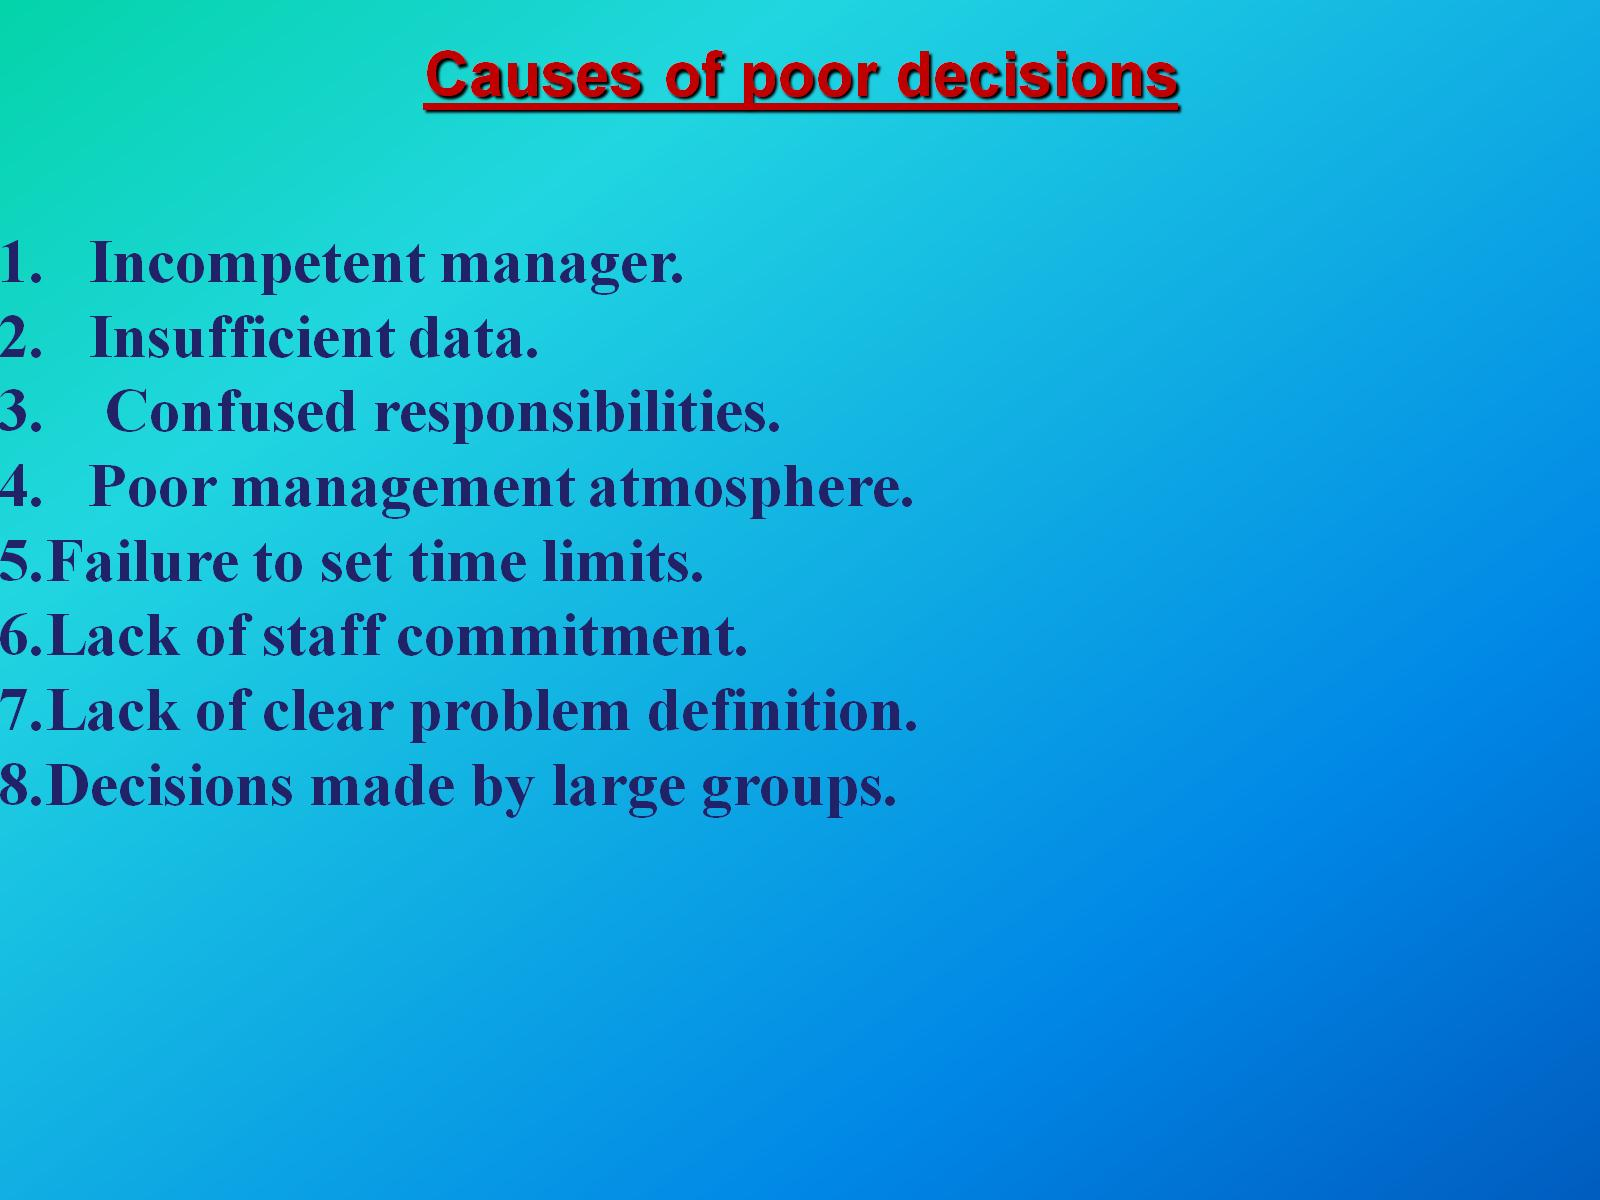 Causes of poor decisions
1. Incompetent manager.
2. Insufficient data.
3. Confused responsibilities.
4. Poor management atmosphere.
5.Failure to set time limits.
6.Lack of staff commitment.
7.Lack of clear problem definition.
8.Decisions made by large groups.